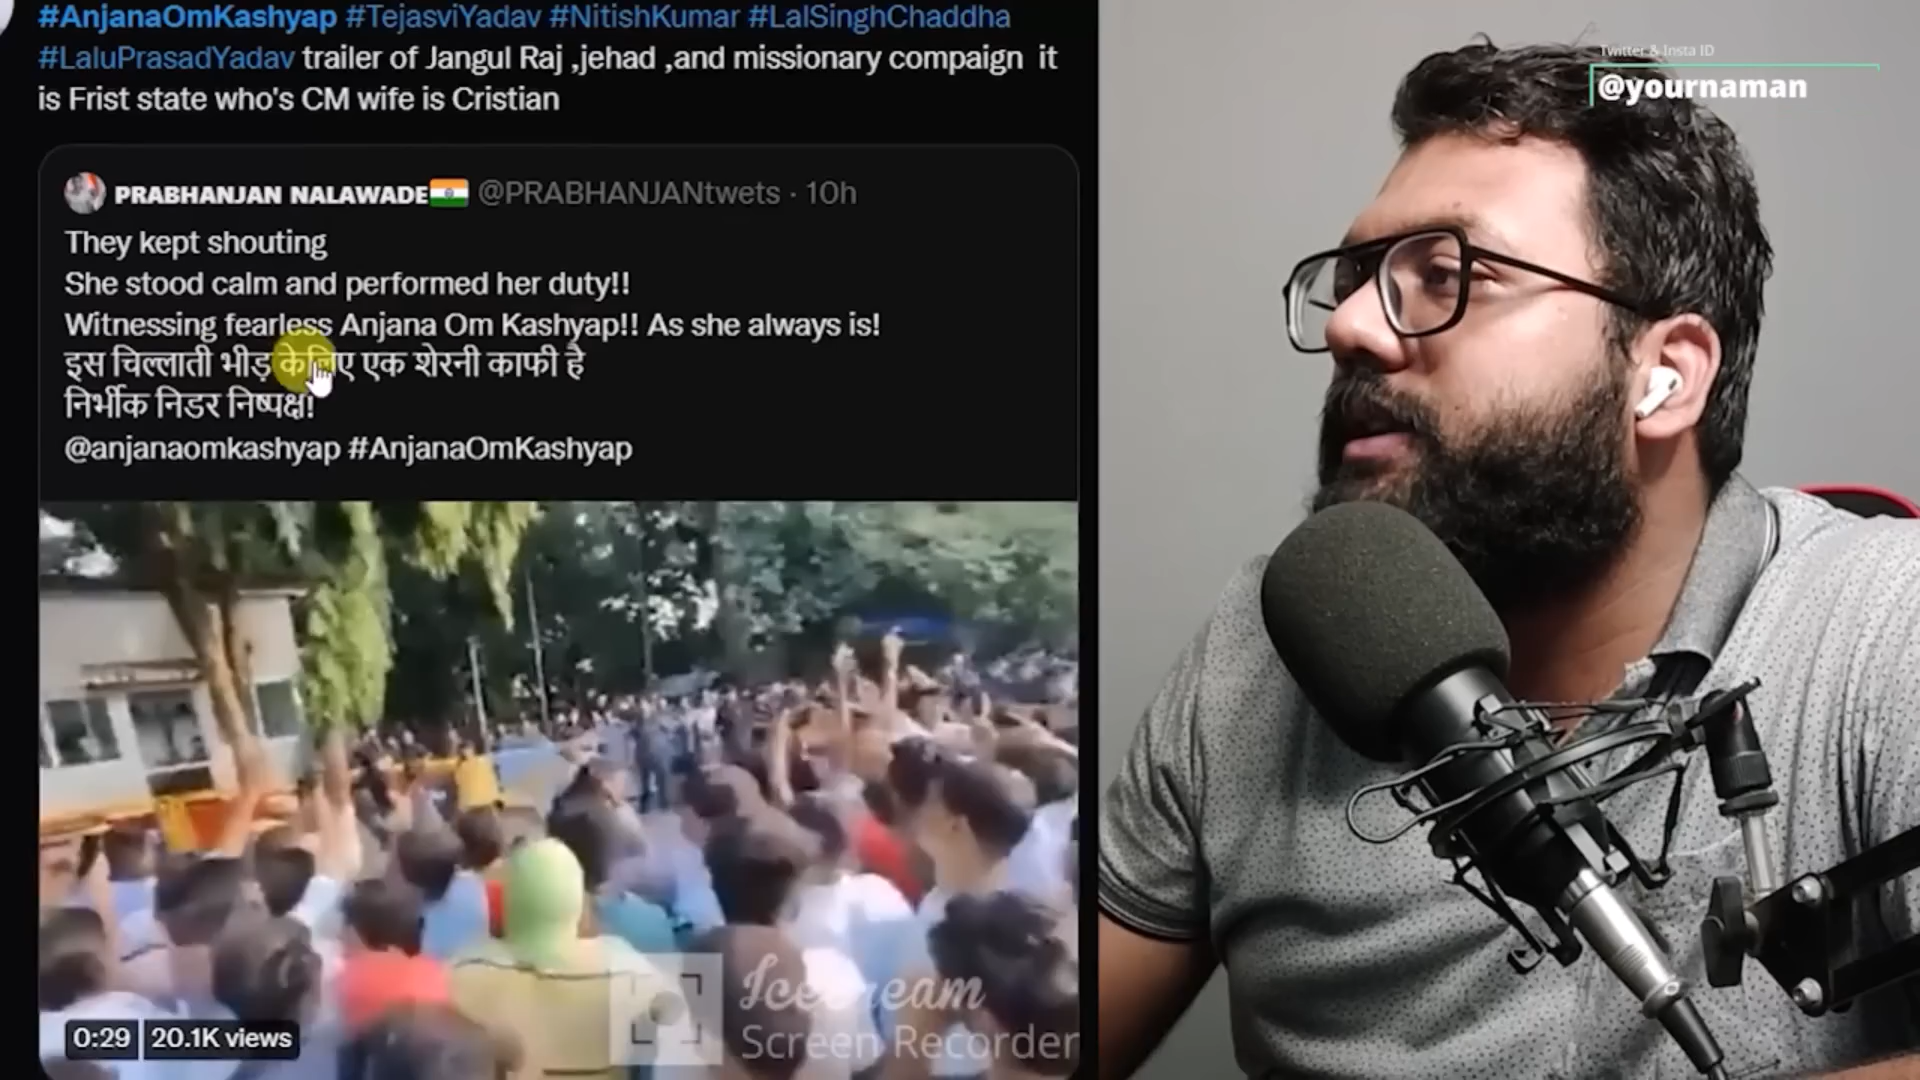 #AnjanaOmKashyap #TejasviYadav #NitishKumar #LalSinghChaddha
#LaluPrasadYadav trailer of Jangul Raj ,jehad ,and missionary compaign it
is Frist state who's CM wife is Cristian
PRABHANJAN NALAWADE @PRABHANJANtwets · 10h
They kept shouting
She stood calm and performed her duty!!
Witnessing fearless Anjana Om Kashyap!! As she always is!
इस चिल्लाती भीड़ केलिए एक शेरनी काफी है
निर्भीक निडर निष्पक्ष!
@anjanaomkashyap #AnjanaOmKashyap
0:29 20.1K views
Icecream
Screen Recorder
Twitter & Insta ID
@yournaman